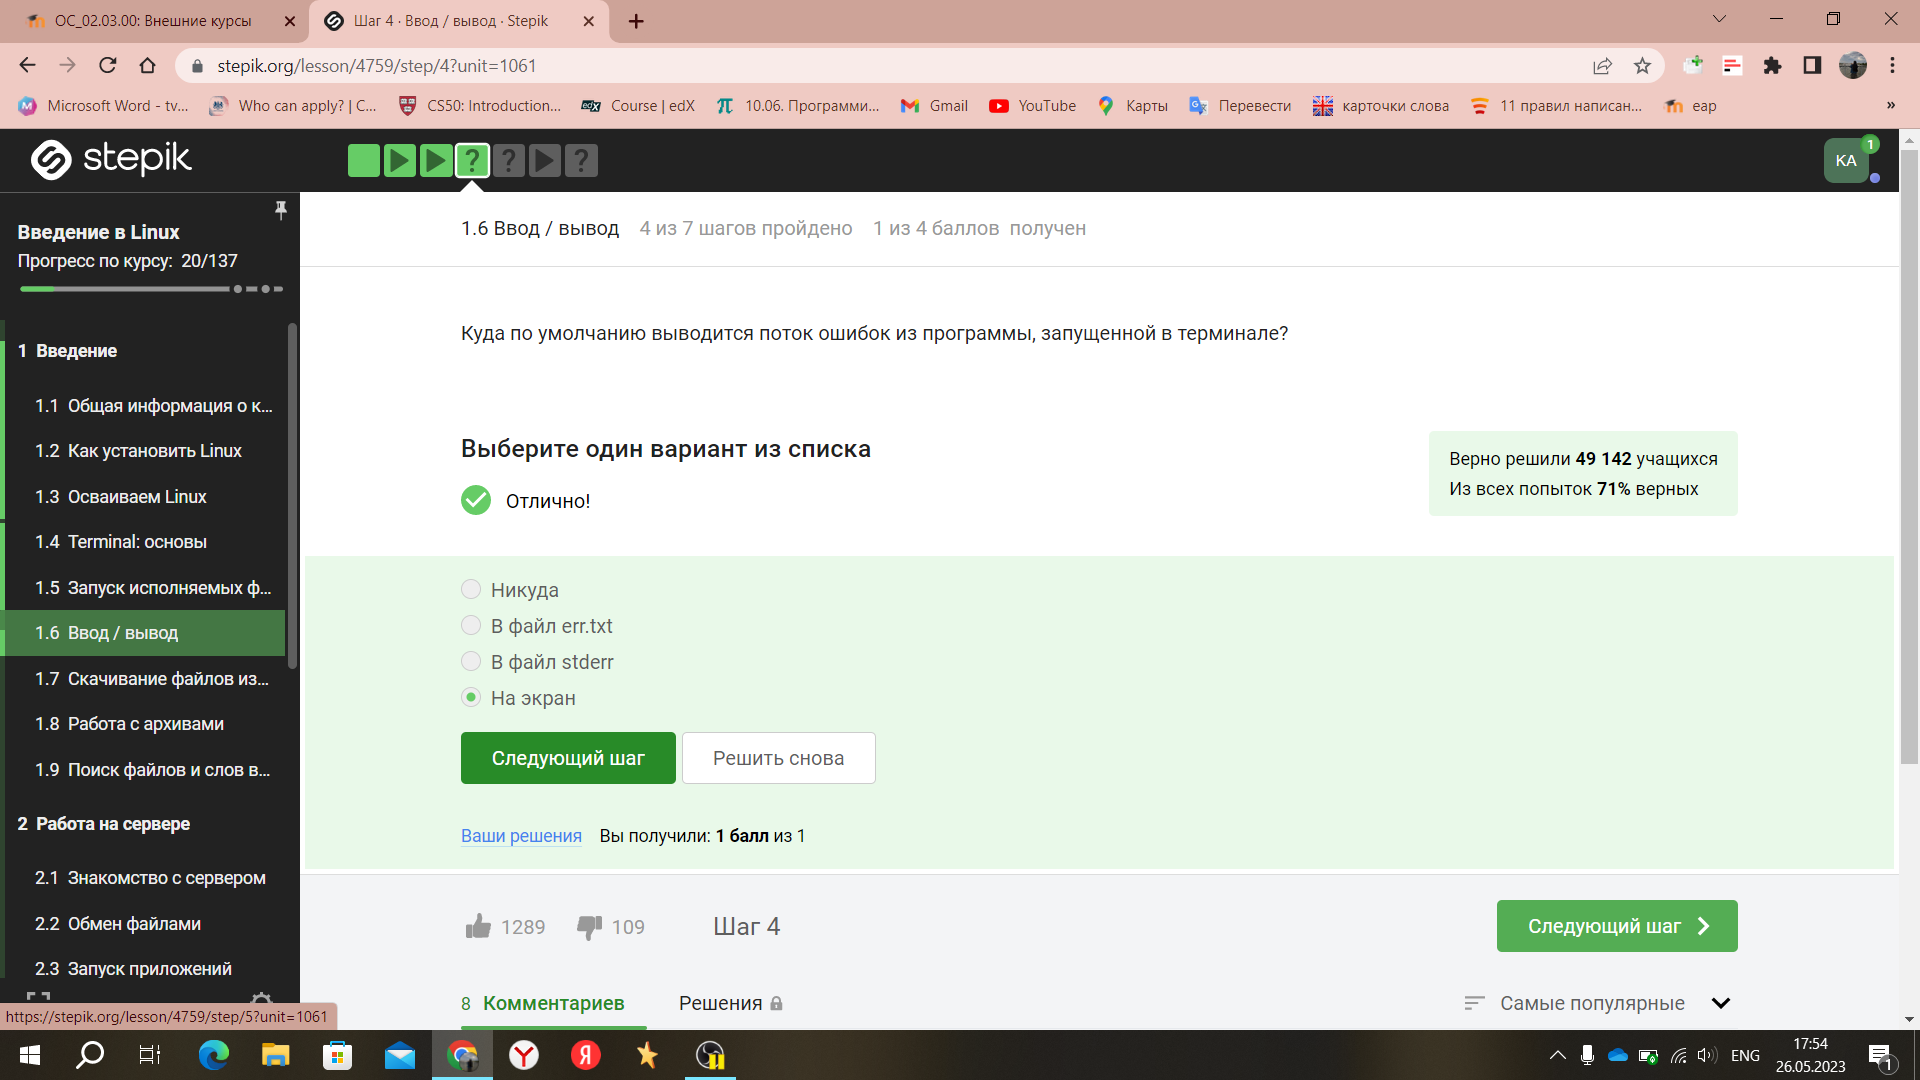 ОС_02.03.00: Внешние курсы
Шаг 4 · Ввод / вывод · Stepik
stepik.org/lesson/4759/step/4?unit=1061
Microsoft Word - tv...
Who can apply? | C...
CS50: Introduction...
edX
Course | edX
10.06. Программи...
Gmail
YouTube
Карты
Перевести
карточки слова
11 правил написан...
eap
»
stepik
? ? ?
KA
1
Введение в Linux
Прогресс по курсу: 20/137
1 Введение
1.1 Общая информация о к...
1.2 Как установить Linux
1.3 Осваиваем Linux
1.4 Terminal: основы
1.5 Запуск исполняемых ф...
1.6 Ввод / вывод
1.7 Скачивание файлов из...
1.8 Работа с архивами
1.9 Поиск файлов и слов в...
2 Работа на сервере
2.1 Знакомство с сервером
2.2 Обмен файлами
2.3 Запуск приложений
https://stepik.org/lesson/4759/step/5?unit=1061
1.6 Ввод / вывод 4 из 7 шагов пройдено 1 из 4 баллов получен
Куда по умолчанию выводится поток ошибок из программы, запущенной в терминале?
Выберите один вариант из списка
Отлично!
Верно решили 49 142 учащихся
Из всех попыток 71% верных
Никуда
В файл err.txt
В файл stderr
На экран
Следующий шаг
Решить снова
Ваши решения Вы получили: 1 балл из 1
1289
109
Шаг 4
Следующий шаг
8 Комментариев
Решения
Самые популярные
ENG
17:54
26.05.2023
1